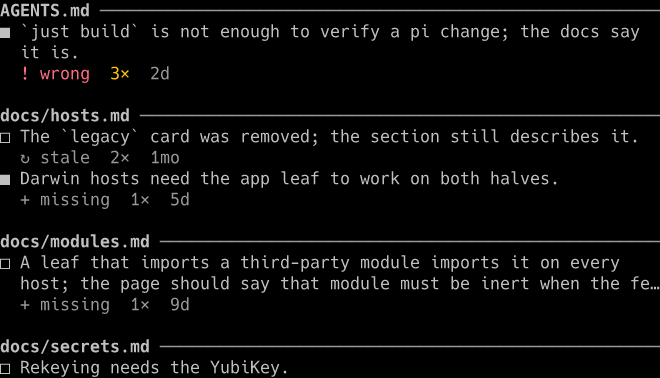 AGENTS.md
`just build` is not enough to verify a pi change; the docs say
it is.
! wrong  3×  2d
docs/hosts.md
The `legacy` card was removed; the section still describes it.
↻ stale  2×  1mo
Darwin hosts need the app leaf to work on both halves.
+ missing  1×  5d
docs/modules.md
A leaf that imports a third-party module imports it on every
host; the page should say that module must be inert when the fe…
+ missing  1×  9d
docs/secrets.md
Rekeying needs the YubiKey.